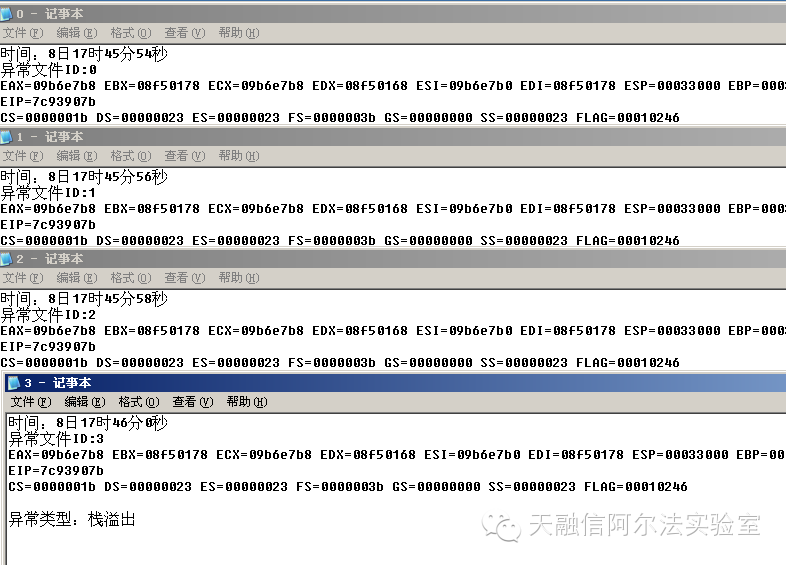 0 - 记事本
文件(F) 编辑(E) 格式(O) 查看(V) 帮助(H)
时间：8日17时45分54秒
异常文件ID:0
EAX=09b6e7b8 EBX=08f50178 ECX=09b6e7b8 EDX=08f50168 ESI=09b6e7b0 EDI=08f50178 ESP=00033000 EBP=0003
EIP=7c93907b
CS=0000001b DS=00000023 ES=00000023 FS=0000003b GS=00000000 SS=00000023 FLAG=00010246
1 - 记事本
文件(F) 编辑(E) 格式(O) 查看(V) 帮助(H)
时间：8日17时45分56秒
异常文件ID:1
EAX=09b6e7b8 EBX=08f50178 ECX=09b6e7b8 EDX=08f50168 ESI=09b6e7b0 EDI=08f50178 ESP=00033000 EBP=0003
EIP=7c93907b
CS=0000001b DS=00000023 ES=00000023 FS=0000003b GS=00000000 SS=00000023 FLAG=00010246
2 - 记事本
文件(F) 编辑(E) 格式(O) 查看(V) 帮助(H)
时间：8日17时45分58秒
异常文件ID:2
EAX=09b6e7b8 EBX=08f50178 ECX=09b6e7b8 EDX=08f50168 ESI=09b6e7b0 EDI=08f50178 ESP=00033000 EBP=0003
EIP=7c93907b
CS=0000001b DS=00000023 ES=00000023 FS=0000003b GS=00000000 SS=00000023 FLAG=00010246
3 - 记事本
文件(F) 编辑(E) 格式(O) 查看(V) 帮助(H)
时间：8日17时46分0秒
异常文件ID:3
EAX=09b6e7b8 EBX=08f50178 ECX=09b6e7b8 EDX=08f50168 ESI=09b6e7b0 EDI=08f50178 ESP=00033000 EBP=00
EIP=7c93907b
CS=0000001b DS=00000023 ES=00000023 FS=0000003b GS=00000000 SS=00000023 FLAG=00010246
异常类型：栈溢出
天融信阿尔法实验室